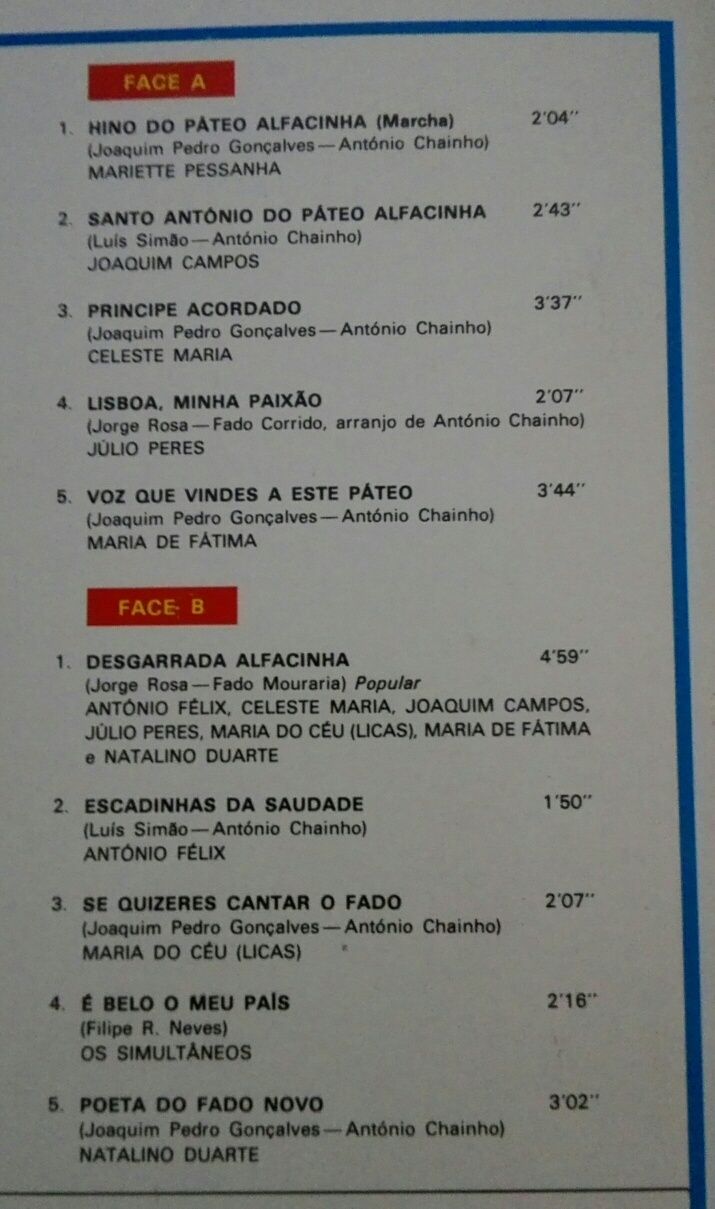 FACE A
1. HINO DO PÁTEO ALFACINHA (Marcha) 2'04''
(Joaquim Pedro Gonçalves — António Chainho)
MARIETTE PESSANHA
2. SANTO ANTÓNIO DO PÁTEO ALFACINHA 2'43''
(Luís Simão — António Chainho)
JOAQUIM CAMPOS
3. PRINCIPE ACORDADO 3'37''
(Joaquim Pedro Gonçalves — António Chainho)
CELESTE MARIA
4. LISBOA, MINHA PAIXÃO 2'07''
(Jorge Rosa — Fado Corrido, arranjo de António Chainho)
JÚLIO PERES
5. VOZ QUE VINDES A ESTE PÁTEO 3'44''
(Joaquim Pedro Gonçalves — António Chainho)
MARIA DE FÁTIMA
FACE B
1. DESGARRADA ALFACINHA 4'59''
(Jorge Rosa — Fado Mouraria) Popular
ANTÓNIO FÉLIX, CELESTE MARIA, JOAQUIM CAMPOS,
JÚLIO PERES, MARIA DO CÉU (LICAS), MARIA DE FÁTIMA
e NATALINO DUARTE
2. ESCADINHAS DA SAUDADE 1'50''
(Luís Simão — António Chainho)
ANTÓNIO FÉLIX
3. SE QUIZERES CANTAR O FADO 2'07''
(Joaquim Pedro Gonçalves — António Chainho)
MARIA DO CÉU (LICAS)
4. É BELO O MEU PAÍS 2'16''
(Filipe R. Neves)
OS SIMULTÂNEOS
5. POETA DO FADO NOVO 3'02''
(Joaquim Pedro Gonçalves — António Chainho)
NATALINO DUARTE